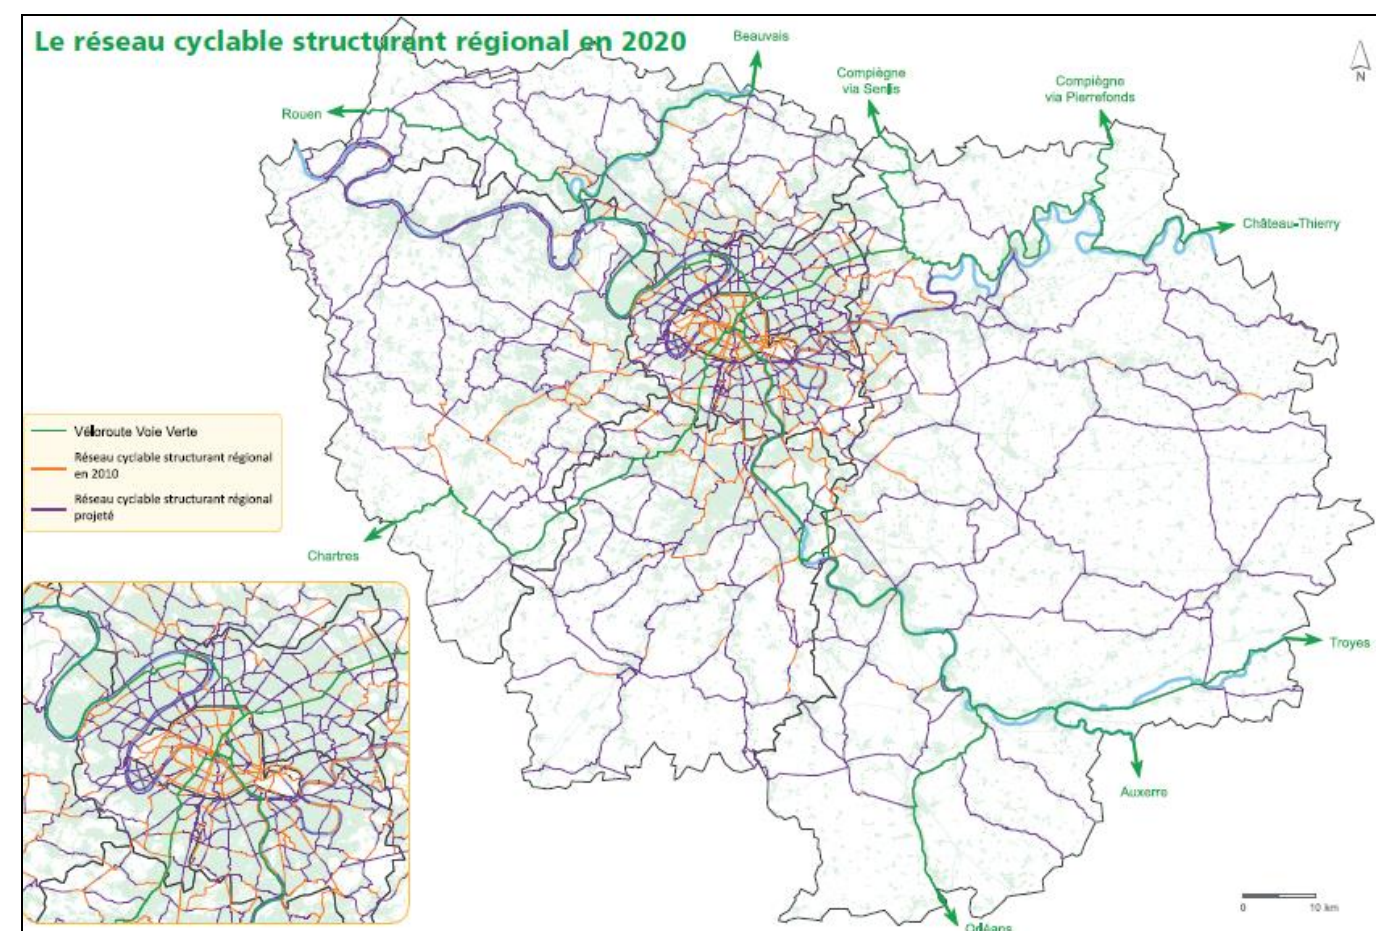 Le réseau cyclable structurant régional en 2020
Beauvais
Compiègne
via Senlis
Compiègne
via Pierrefonds
N
Rouen
Château-Thierry
Véloroute Voie Verte
Réseau cyclable structurant régional
en 2010
Réseau cyclable structurant régional
projeté
Chartres
Troyes
Auxerre
0 10 km
Orléans